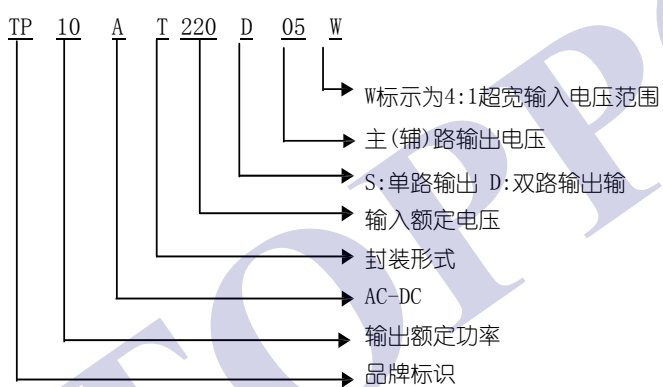 TP 10 A T 220 D 05 W
W标示为4:1超宽输入电压范围
主(辅)路输出电压
S:单路输出 D:双路输出输
输入额定电压
封装形式
AC-DC
输出额定功率
品牌标识
TOPPO